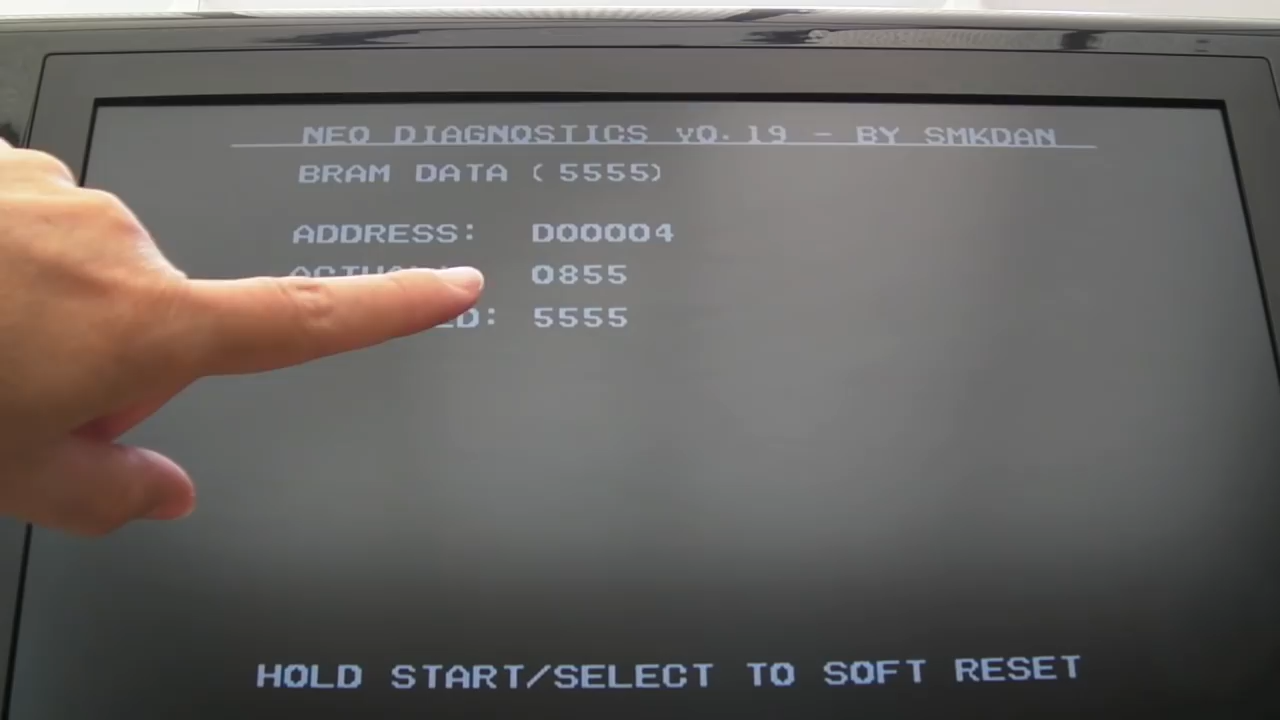 NEO DIAGNOSTICS v0.19 - BY SMKDAN
BRAM DATA (5555)
ADDRESS: D00004
0855
5555
HOLD START/SELECT TO SOFT RESET